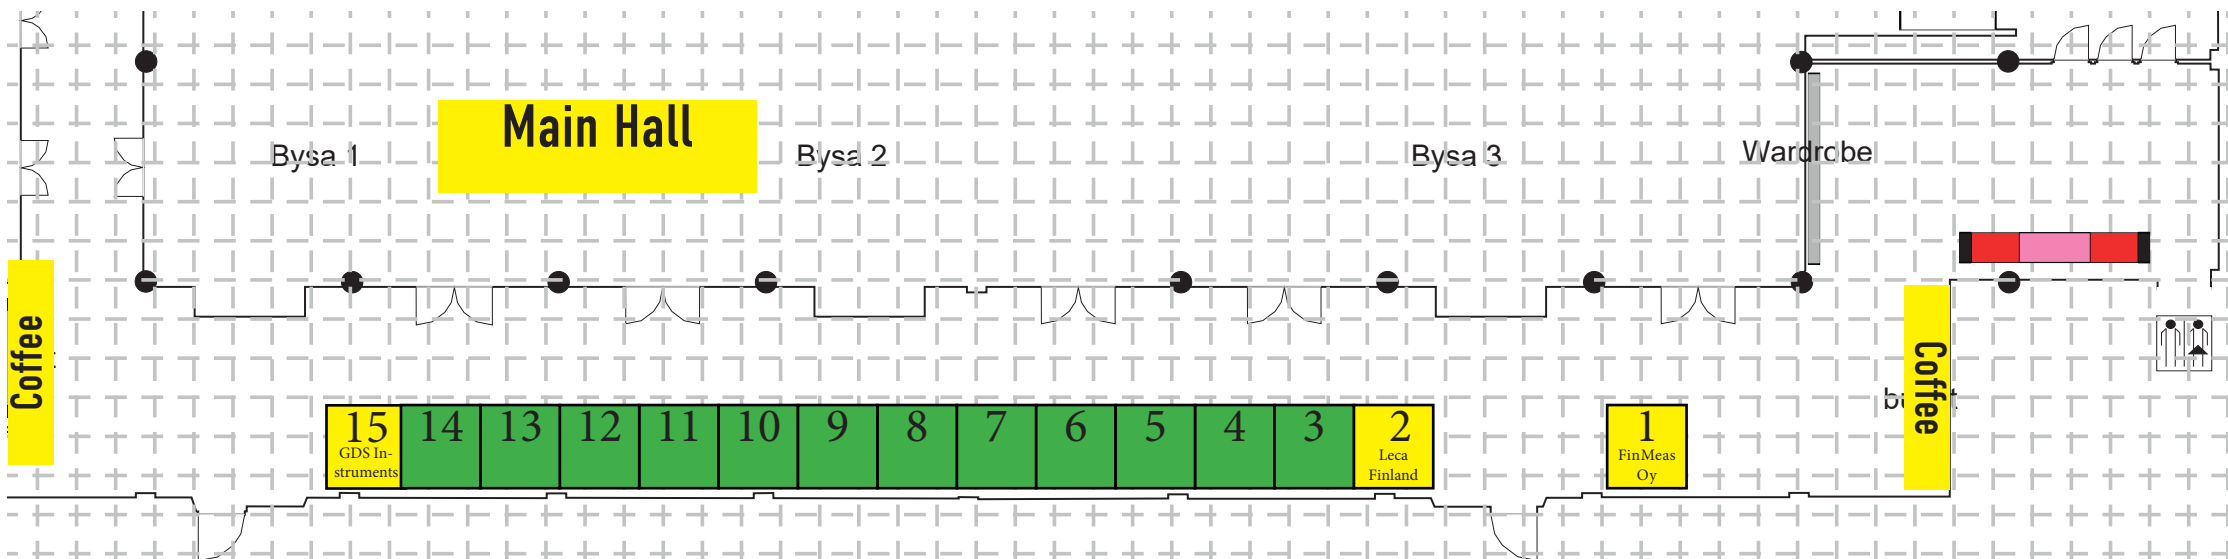 Main Hall
Bysa 1
Bysa 2
Bysa 3
Wardrobe
Coffee
Coffee
15
GDS In-
struments
14
13
12
11
10
9
8
7
6
5
4
3
2
Leca
Finland
1
FinMeas
Oy